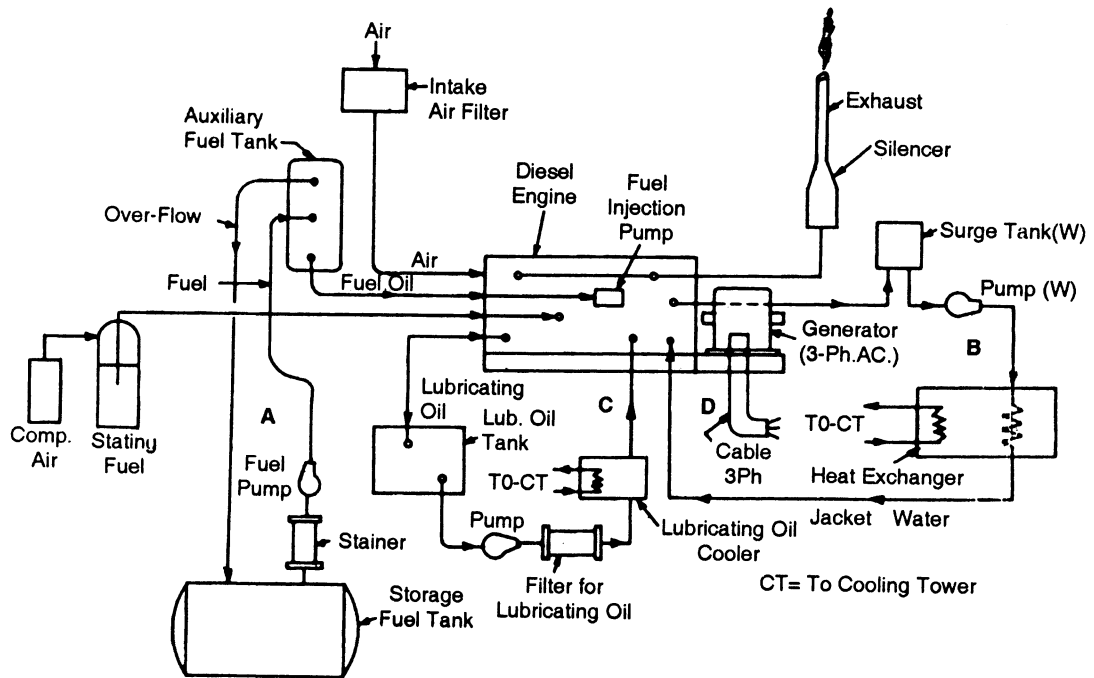 Air
Intake
Air Filter
Exhaust
Silencer
Auxiliary
Fuel Tank
Diesel
Engine
Fuel
Injection
Pump
Over-Flow
Surge Tank(W)
Air
Fuel
Fuel Oil
Pump (W)
Generator
(3-Ph.AC.)
B
Lubricating
Oil
C
D
A
Lub. Oil
Tank
T0-CT
Comp.
Air
Statiny
Fuel
Cable
3Ph
Heat Exchanger
Fuel
Pump
T0-CT
Pump
Jacket Water
Lubricating Oil
Cooler
Stainer
Filter for
Lubricating Oil
CT= To Cooling Tower
Storage
Fuel Tank